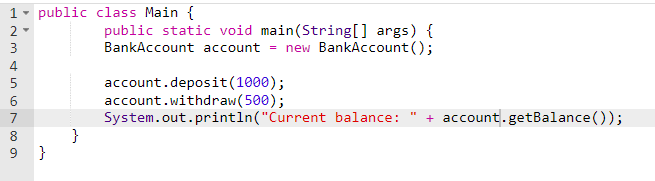 1 public class Main {
2 public static void main(String[] args) {
3 BankAccount account = new BankAccount();
4
5 account.deposit(1000);
6 account.withdraw(500);
7 System.out.println("Current balance: " + account.getBalance());
8 }
9 }